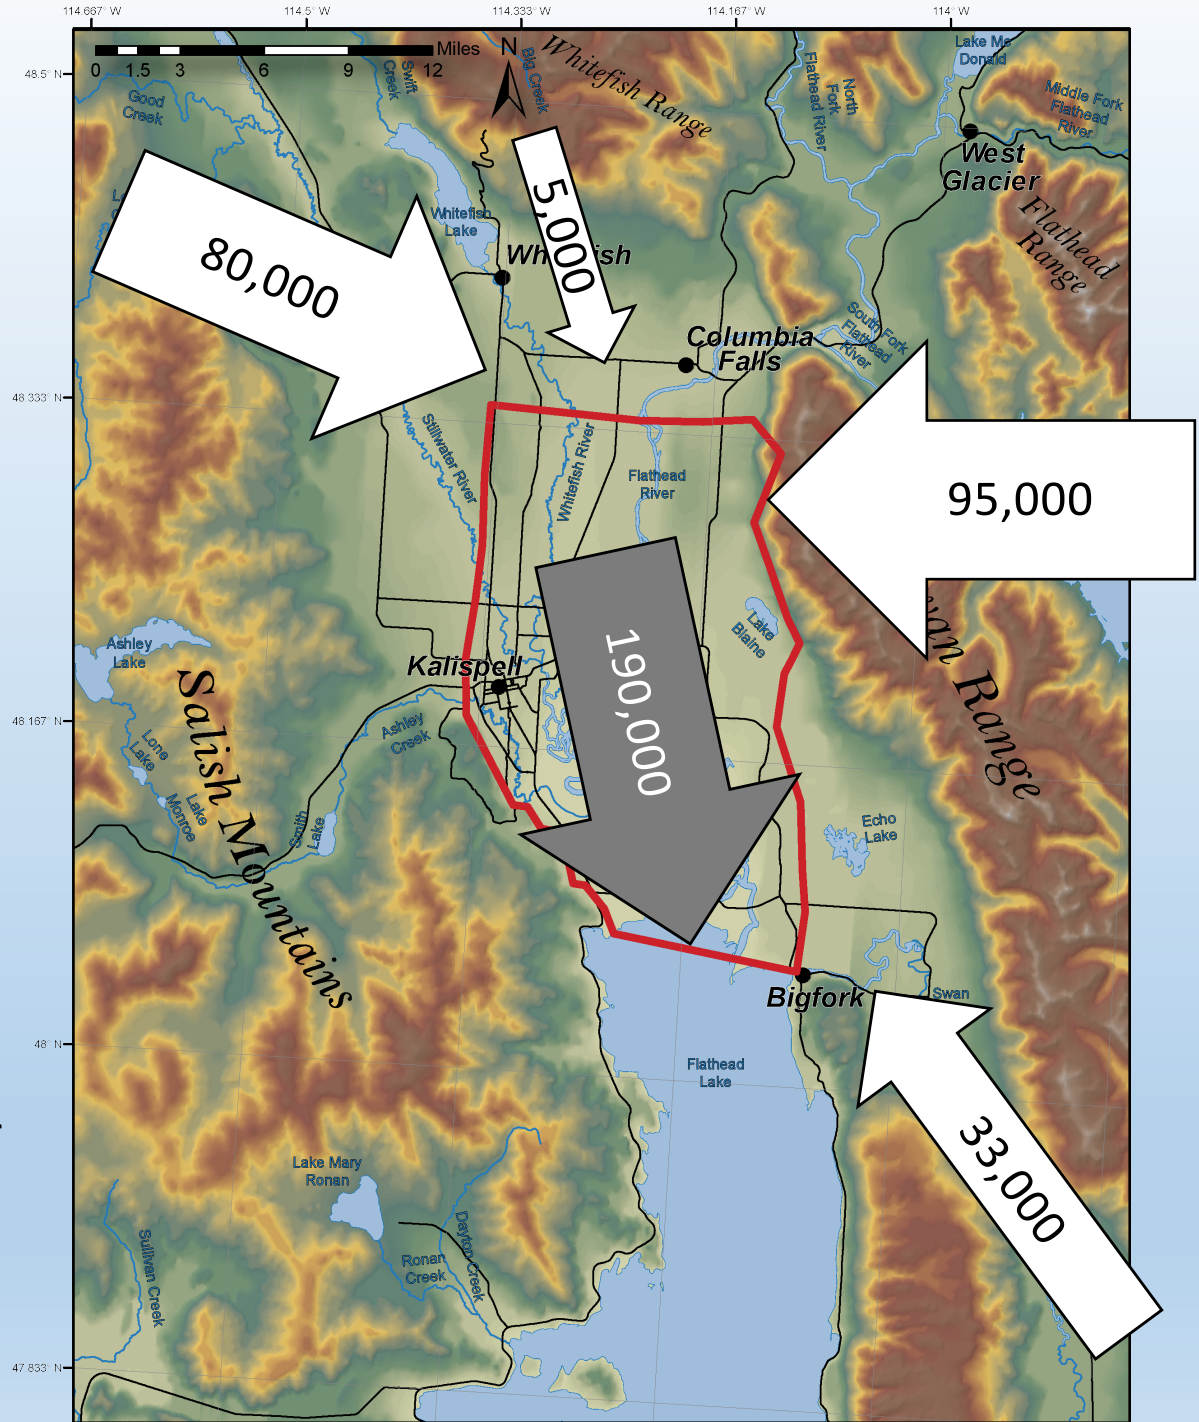 114.667° W
114.5° W
114.333° W
114.167° W
114° W
48.5° N
48.333° N
48.167° N
48° N
47.833° N
Miles
0 1.5 3 6 9 12
N
Good
Creek
Swift
Creek
Big Creek
Whitefish Range
North
Fork
Flathead River
Lake Mc
Donald
Middle Fork
Flathead
River
West
Glacier
Flathead
Range
Whitefish
Lake
80,000
5,000
Columbia
Falls
South Fork
Flathead
River
95,000
Stillwater River
Whitefish River
Flathead
River
190,000
Lake
Blaine
Range
Ashley
Lake
Kalispell
Ashley
Creek
Salish Mountains
Lone
Lake
Lake
Monroe
Smith
Lake
Echo
Lake
Bigfork
Swan
Flathead
Lake
33,000
Lake Mary
Ronan
Sullivan Creek
Ronan
Creek
Dayton Creek